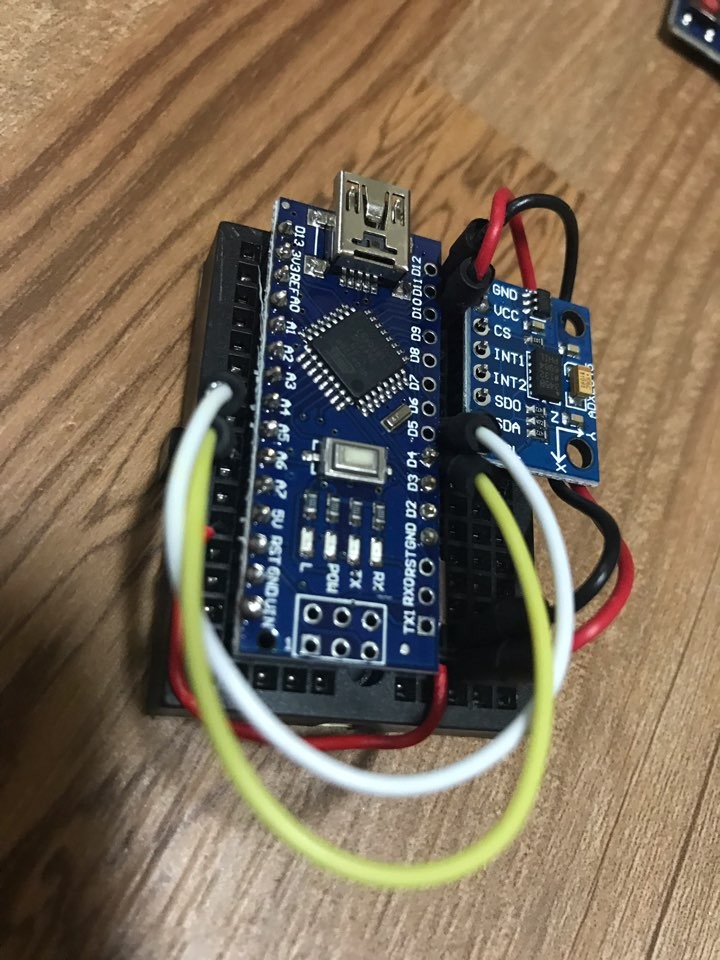 D13
3V3
REF
A0
A1
A2
A3
A4
A5
A6
A7
5V
RST
GND
VIN
D12
D11
D10
D9
D8
D7
D6
D5
D4
D3
D2
GND
RST
RX0
TX1
L
POW
TX
RX
GND
VCC
CS
INT1
INT2
SDO
SDA
Z
X
Y